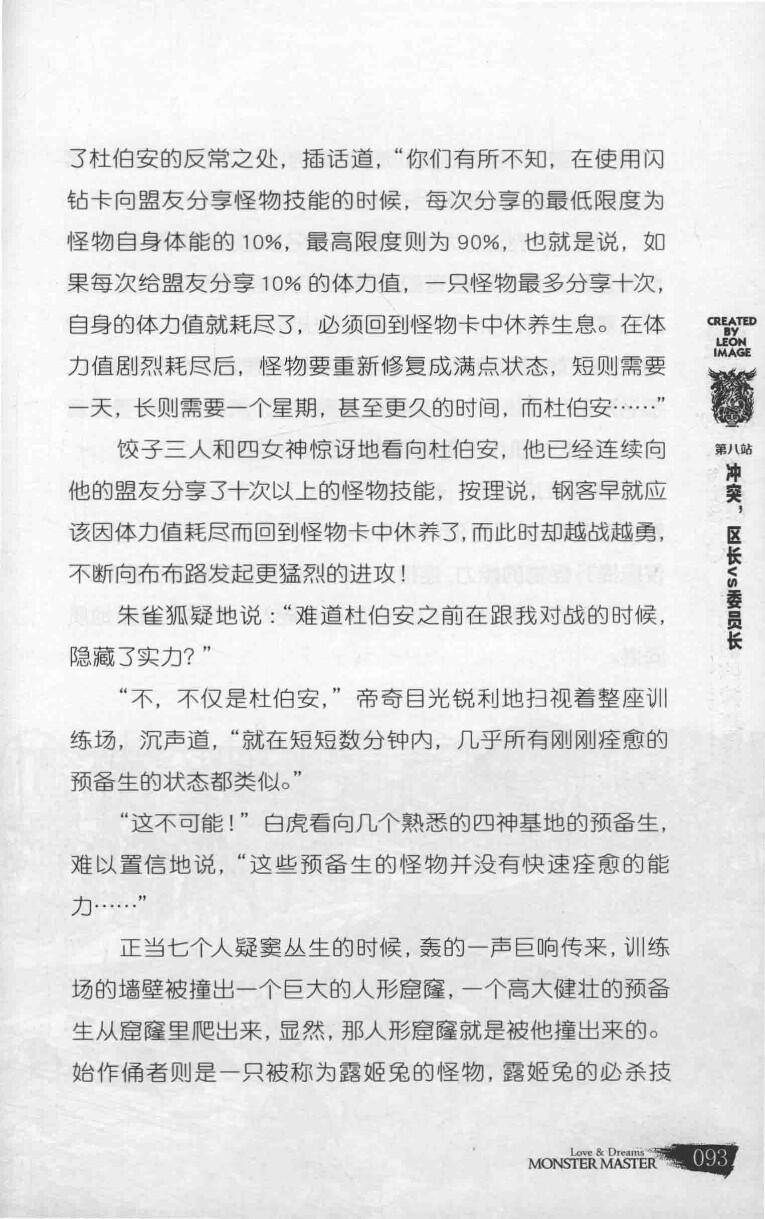 了杜伯安的反常之处，插话道，“你们有所不知，在使用闪
钻卡向盟友分享怪物技能的时候，每次分享的最低限度为
怪物自身体能的 10%，最高限度则为 90%，也就是说，如
果每次给盟友分享 10% 的体力值，一只怪物最多分享十次，
自身的体力值就耗尽了，必须回到怪物卡中休养生息。在体
力值剧烈耗尽后，怪物要重新修复成满点状态，短则需要
一天，长则需要一个星期，甚至更久的时间，而杜伯安……”
饺子三人和四女神惊讶地看向杜伯安，他已经连续向
他的盟友分享了十次以上的怪物技能，按理说，钢客早就应
该因体力值耗尽而回到怪物卡中休养了，而此时却越战越勇，
不断向布布路发起更猛烈的进攻！
朱雀狐疑地说：“难道杜伯安之前在跟我对战的时候，
隐藏了实力？”
“不，不仅是杜伯安，”帝奇目光锐利地扫视着整座训
练场，沉声道，“就在短短数分钟内，几乎所有刚刚痊愈的
预备生的状态都类似。”
“这不可能！”白虎看向几个熟悉的四神基地的预备生，
难以置信地说，“这些预备生的怪物并没有快速痊愈的能
力……”
正当七个人疑窦丛生的时候，轰的一声巨响传来，训练
场的墙壁被撞出一个巨大的人形窟窿，一个高大健壮的预备
生从窟窿里爬出来，显然，那人形窟窿就是被他撞出来的。
始作俑者则是一只被称为露姬兔的怪物，露姬兔的必杀技
CREATED
BY
LEON
IMAGE
第八站
冲突，区长vs委员长
Love & Dreams
MONSTER MASTER
093